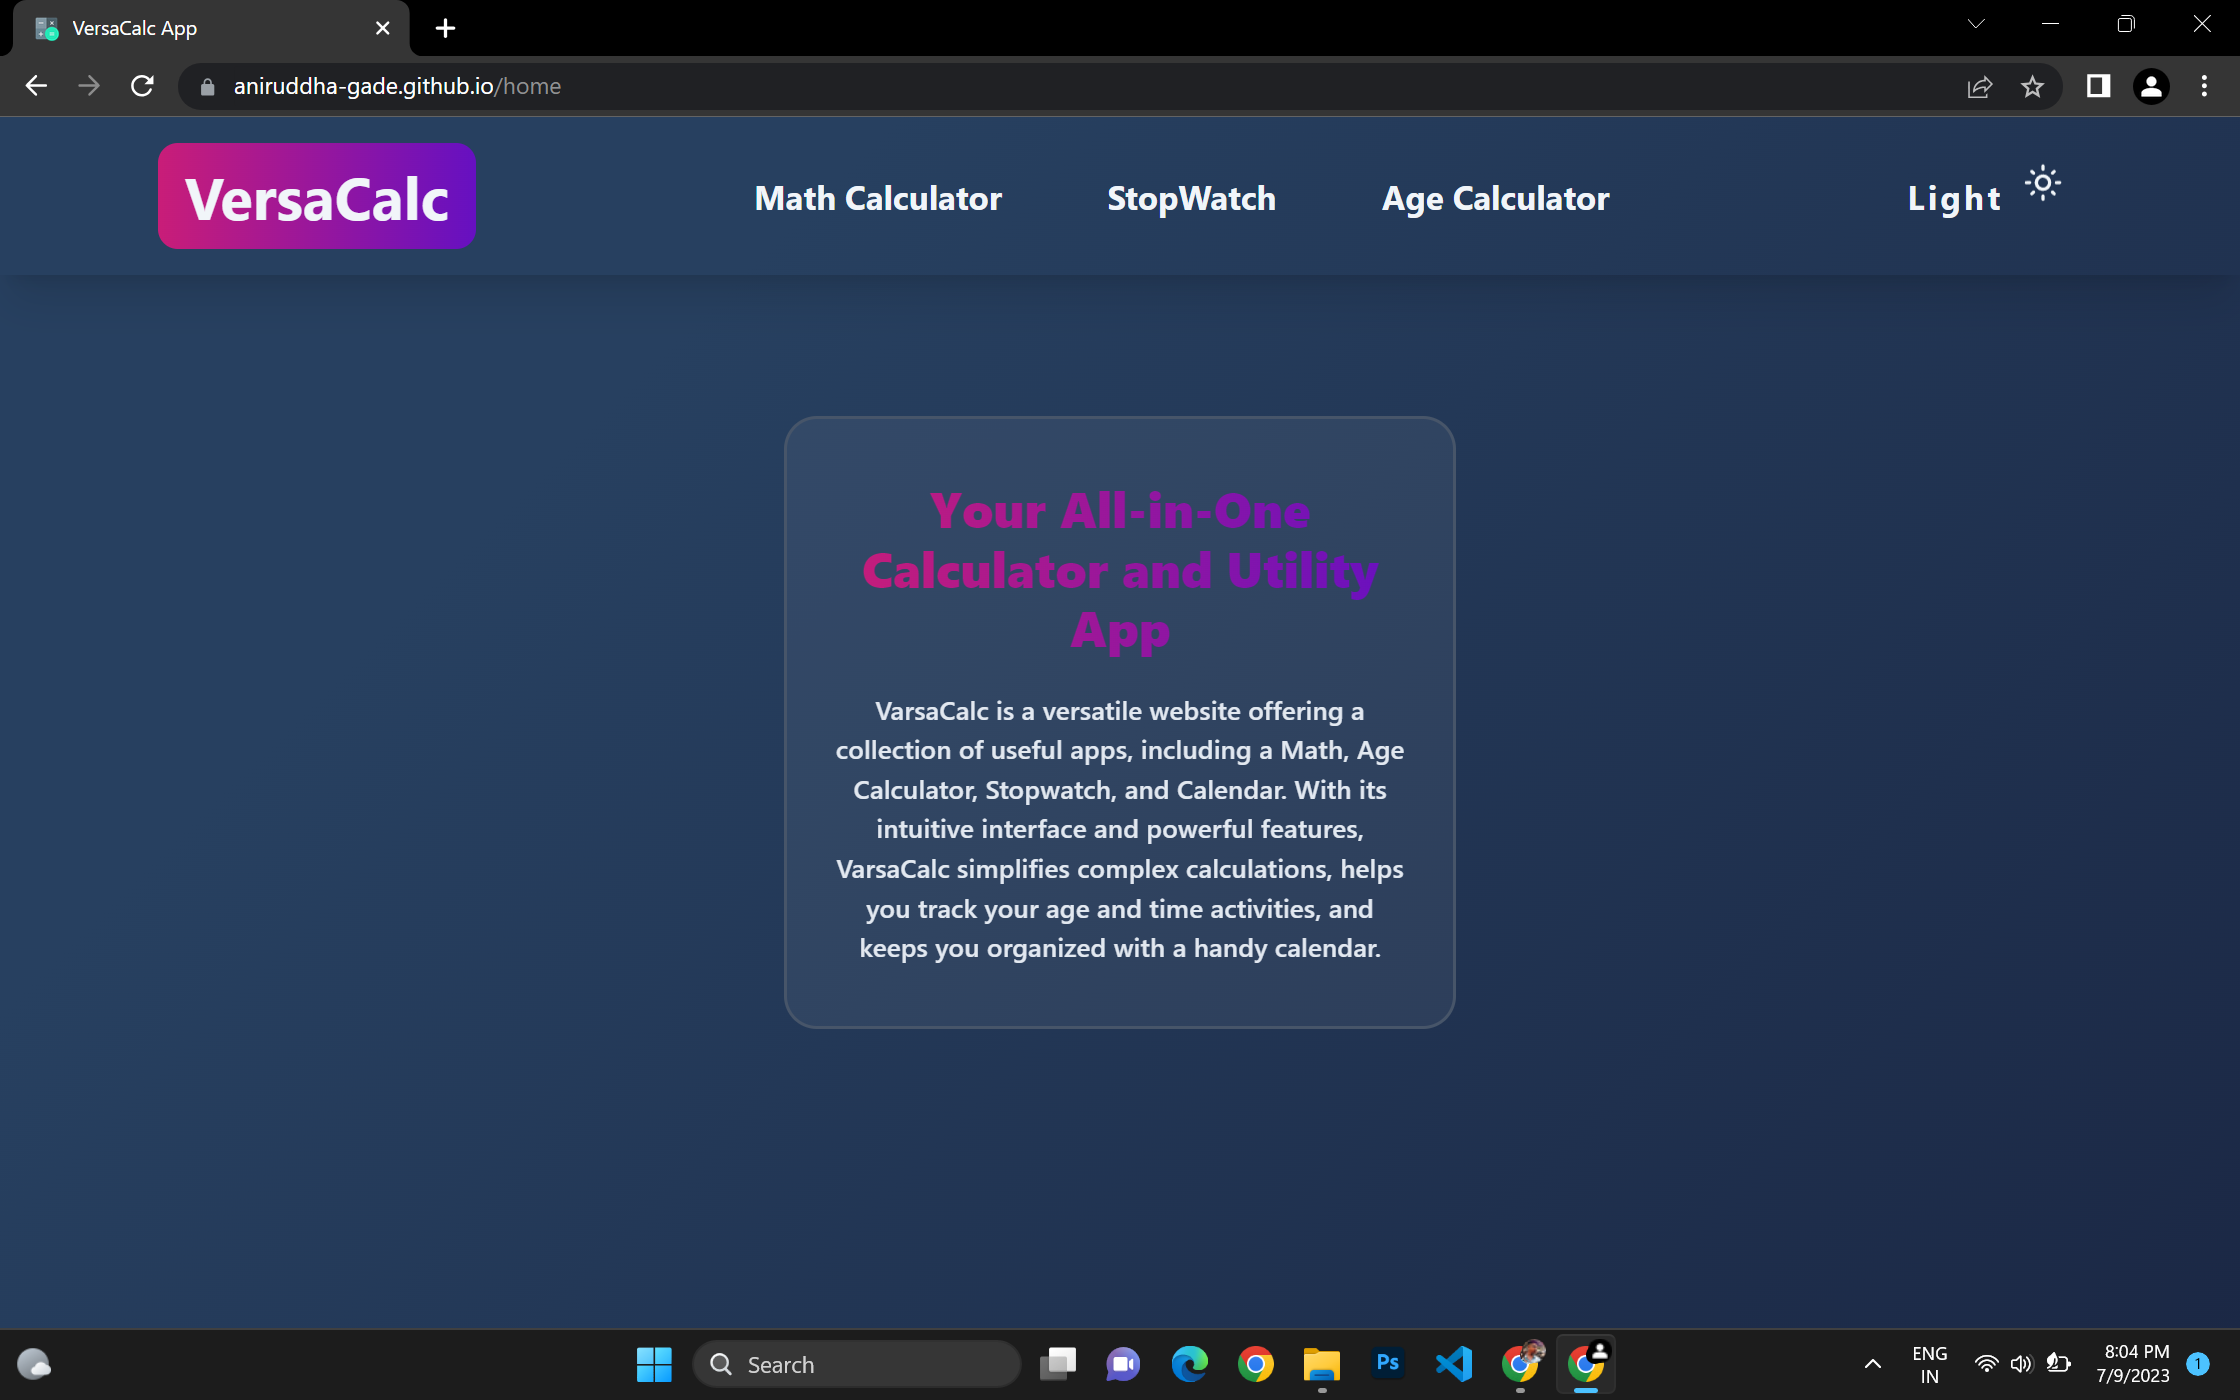 VersaCalc App
aniruddha-gade.github.io/home
VersaCalc
Math Calculator
StopWatch
Age Calculator
Light
Your All-in-One
Calculator and Utility
App
VarsaCalc is a versatile website offering a
collection of useful apps, including a Math, Age
Calculator, Stopwatch, and Calendar. With its
intuitive interface and powerful features,
VarsaCalc simplifies complex calculations, helps
you track your age and time activities, and
keeps you organized with a handy calendar.
Search
Ps
ENG
IN
8:04 PM
7/9/2023
1